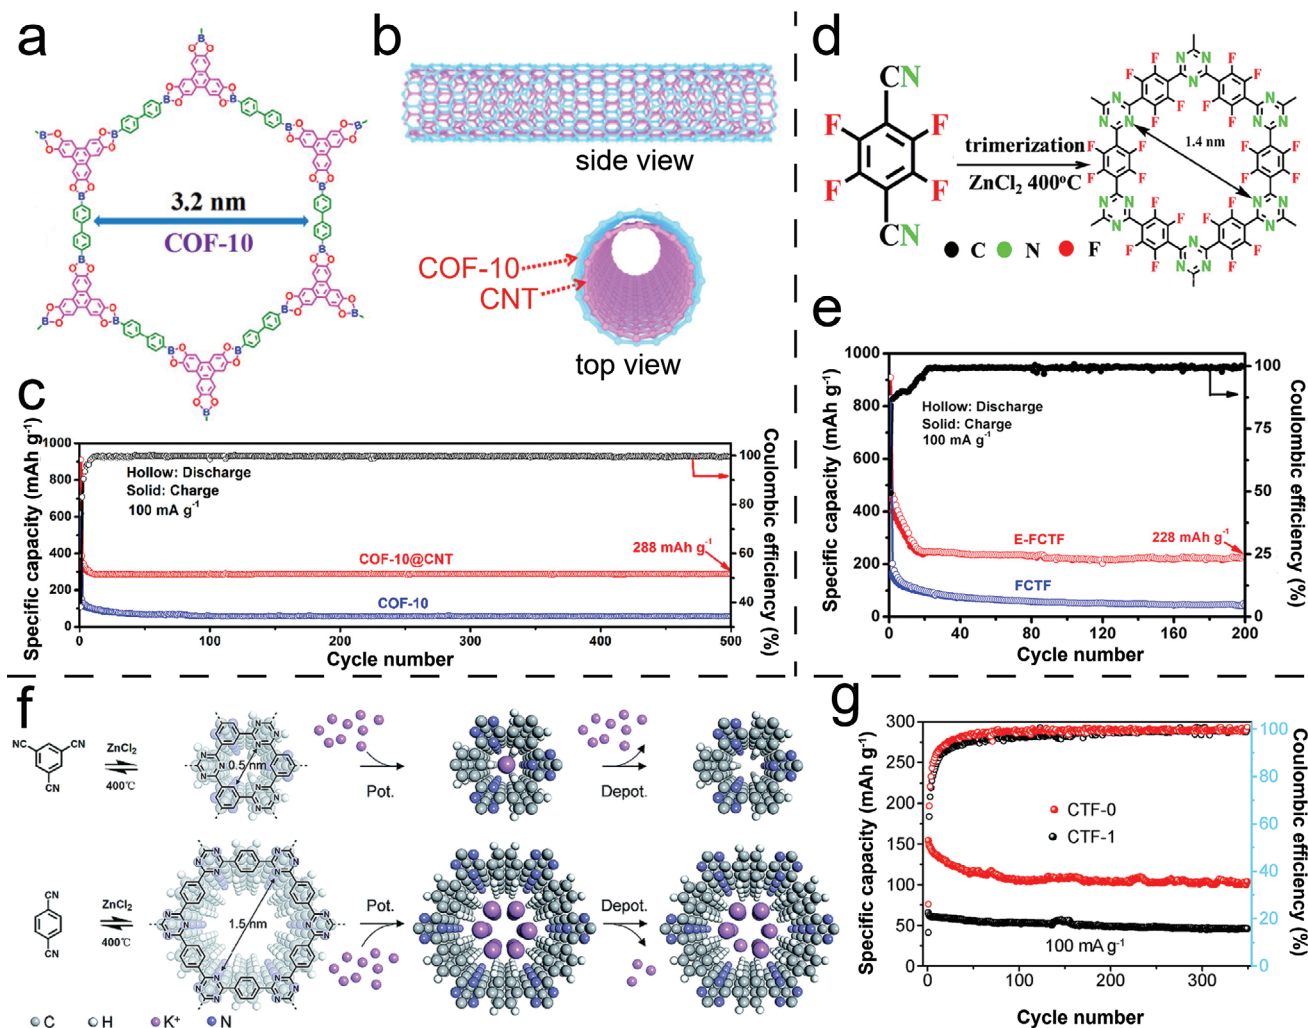 a
B
O
3.2 nm
COF-10
b
side view
COF-10
CNT
top view
c
Specific capacity (mAh g-1)
1000
900
800
700
600
500
400
300
200
100
0
Hollow: Discharge
Solid: Charge
100 mA g-1
288 mAh g-1
COF-10@CNT
COF-10
100
80
60
40
Coulombic efficiency (%)
0
100
200
300
400
500
Cycle number
d
CN
F F
F F
CN
trimerization
ZnCl2 400oC
1.4 nm
C N F
e
Specific capacity (mAh g-1)
1000
800
600
400
200
0
Hollow: Discharge
Solid: Charge
100 mA g-1
E-FCTF
228 mAh g-1
FCTF
100
75
50
25
0
Coulombic efficiency (%)
0 40 80 120 160 200
Cycle number
f
NC CN
CN
ZnCl2
400℃
0.5 nm
Pot.
Depot.
CN
CN
ZnCl2
400℃
1.5 nm
Pot.
Depot.
C H K+ N
g
Specific capacity (mAh g-1)
300
250
200
150
100
50
0
CTF-0
CTF-1
100 mA g-1
100
80
60
40
20
0
Coulombic efficiency (%)
0 100 200 300
Cycle number